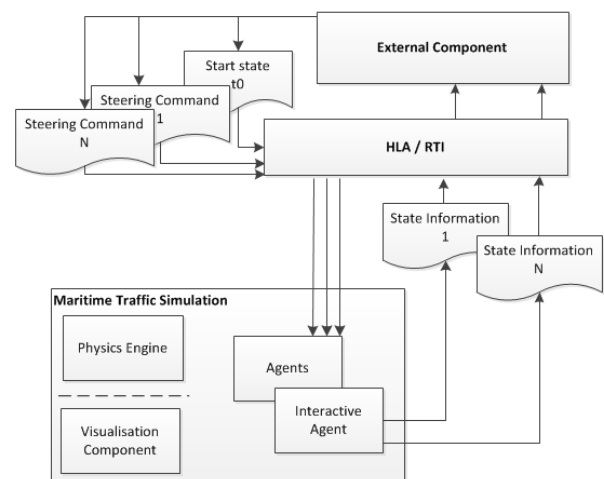 External Component
Start state
t0
Steering Command
1
Steering Command
N
HLA / RTI
State Information
1
State Information
N
Maritime Traffic Simulation
Physics Engine
Agents
Interactive
Agent
Visualisation
Component